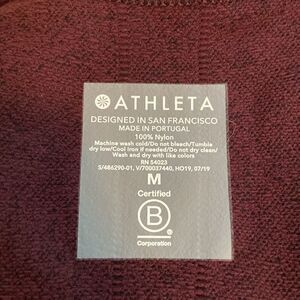 ATHLETA
DESIGNED IN SAN FRANCISCO
MADE IN PORTUGAL
100% Nylon
Machine wash cold/Do not bleach/Tumble
dry low/Cool iron if needed/Do not dry clean/
Wash and dry with like colors
RN 54023
S/486290-01, V/700037440, HO19, 07/19
M
Certified
B
Corporation